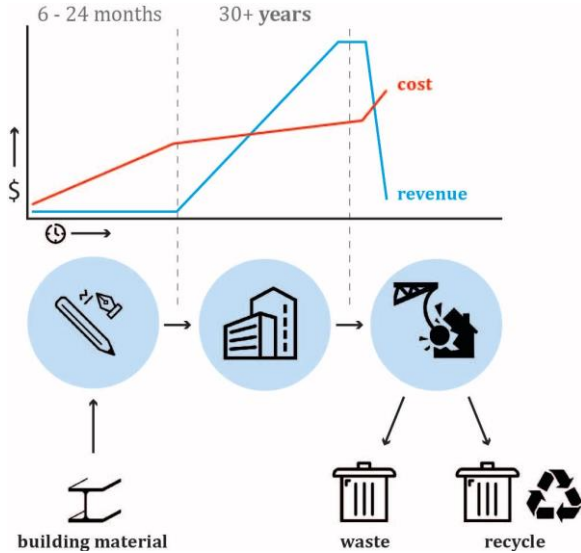 6 - 24 months
30+ years
cost
$
revenue
building material
waste
recycle